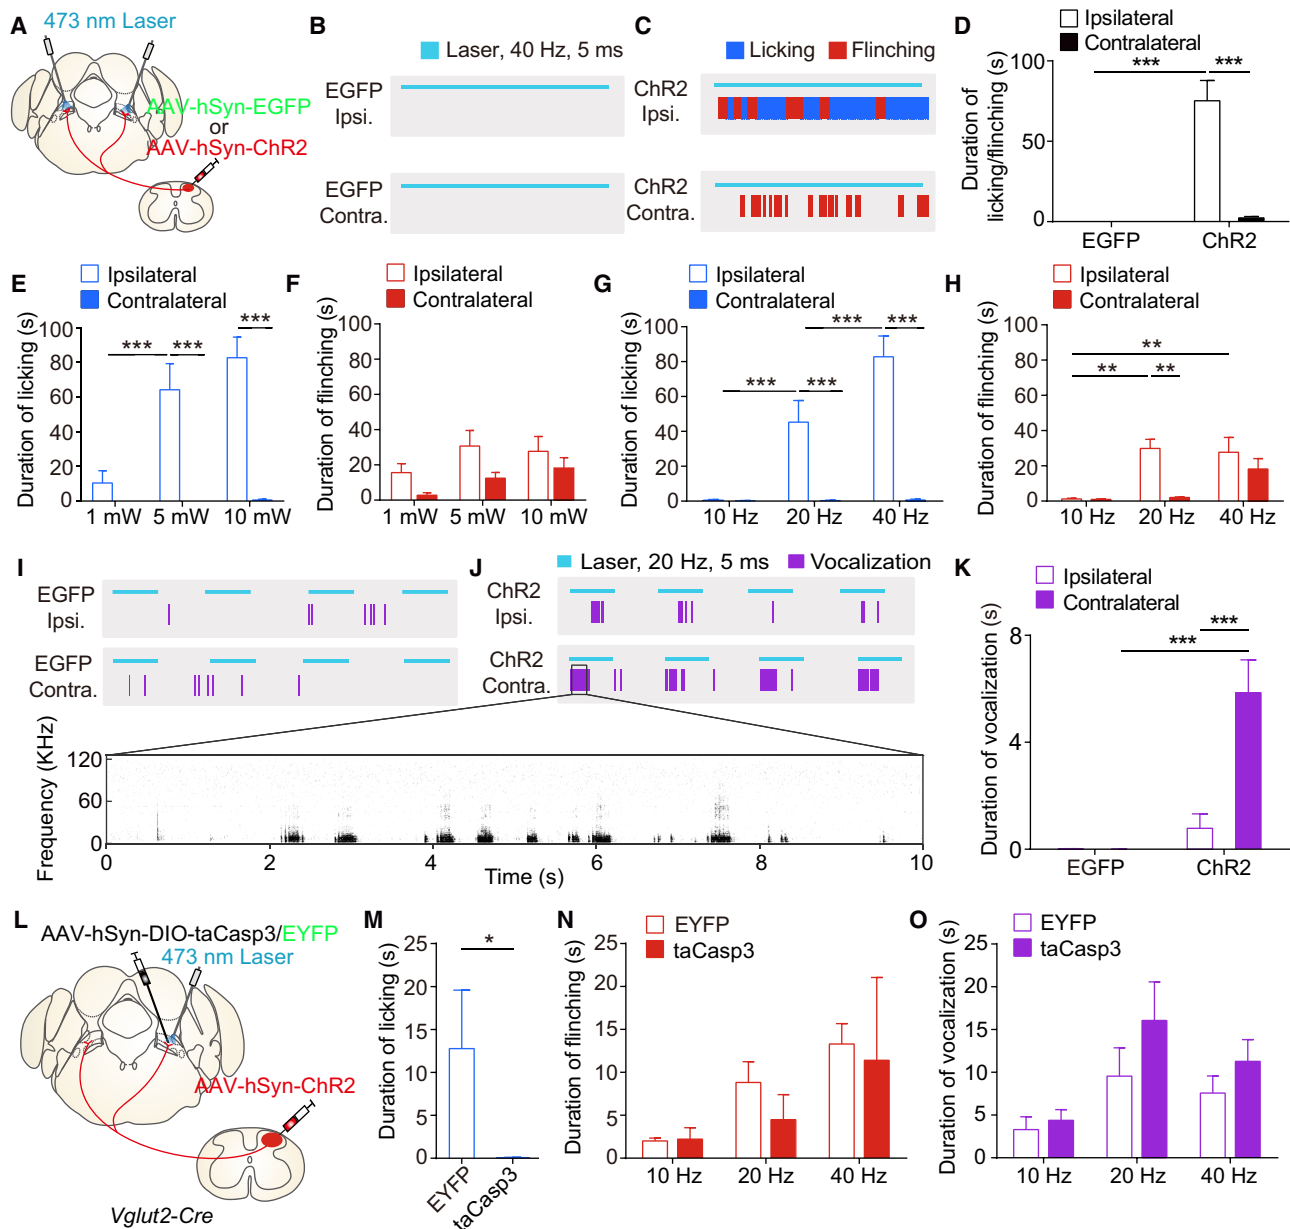 A
473 nm Laser
AAV-hSyn-EGFP
or
AAV-hSyn-ChR2
B
Laser, 40 Hz, 5 ms
EGFP
Ipsi.
EGFP
Contra.
C
Licking
Flinching
ChR2
Ipsi.
ChR2
Contra.
D
Ipsilateral
Contralateral
Duration of
licking/flinching (s)
100
50
0
***
***
EGFP
ChR2
E
Ipsilateral
Contralateral
Duration of licking (s)
100
80
60
40
20
0
***
***
***
1 mW
5 mW
10 mW
F
Ipsilateral
Contralateral
Duration of flinching (s)
100
80
60
40
20
0
1 mW
5 mW
10 mW
G
Ipsilateral
Contralateral
Duration of licking (s)
100
80
60
40
20
0
***
***
***
***
10 Hz
20 Hz
40 Hz
H
Ipsilateral
Contralateral
Duration of flinching (s)
100
80
60
40
20
0
**
**
**
10 Hz
20 Hz
40 Hz
I
EGFP
Ipsi.
EGFP
Contra.
J
Laser, 20 Hz, 5 ms
Vocalization
ChR2
Ipsi.
ChR2
Contra.
Frequency (KHz)
120
60
0
0
2
4
6
8
10
Time (s)
K
Ipsilateral
Contralateral
Duration of vocalization (s)
8
4
0
***
***
EGFP
ChR2
L
AAV-hSyn-DIO-taCasp3/EYFP
473 nm Laser
AAV-hSyn-ChR2
Vglut2-Cre
M
Duration of licking (s)
25
20
15
10
5
0
*
EYFP
taCasp3
N
EYFP
taCasp3
Duration of flinching (s)
25
20
15
10
5
0
10 Hz
20 Hz
40 Hz
O
EYFP
taCasp3
Duration of vocalization (s)
25
20
15
10
5
0
10 Hz
20 Hz
40 Hz